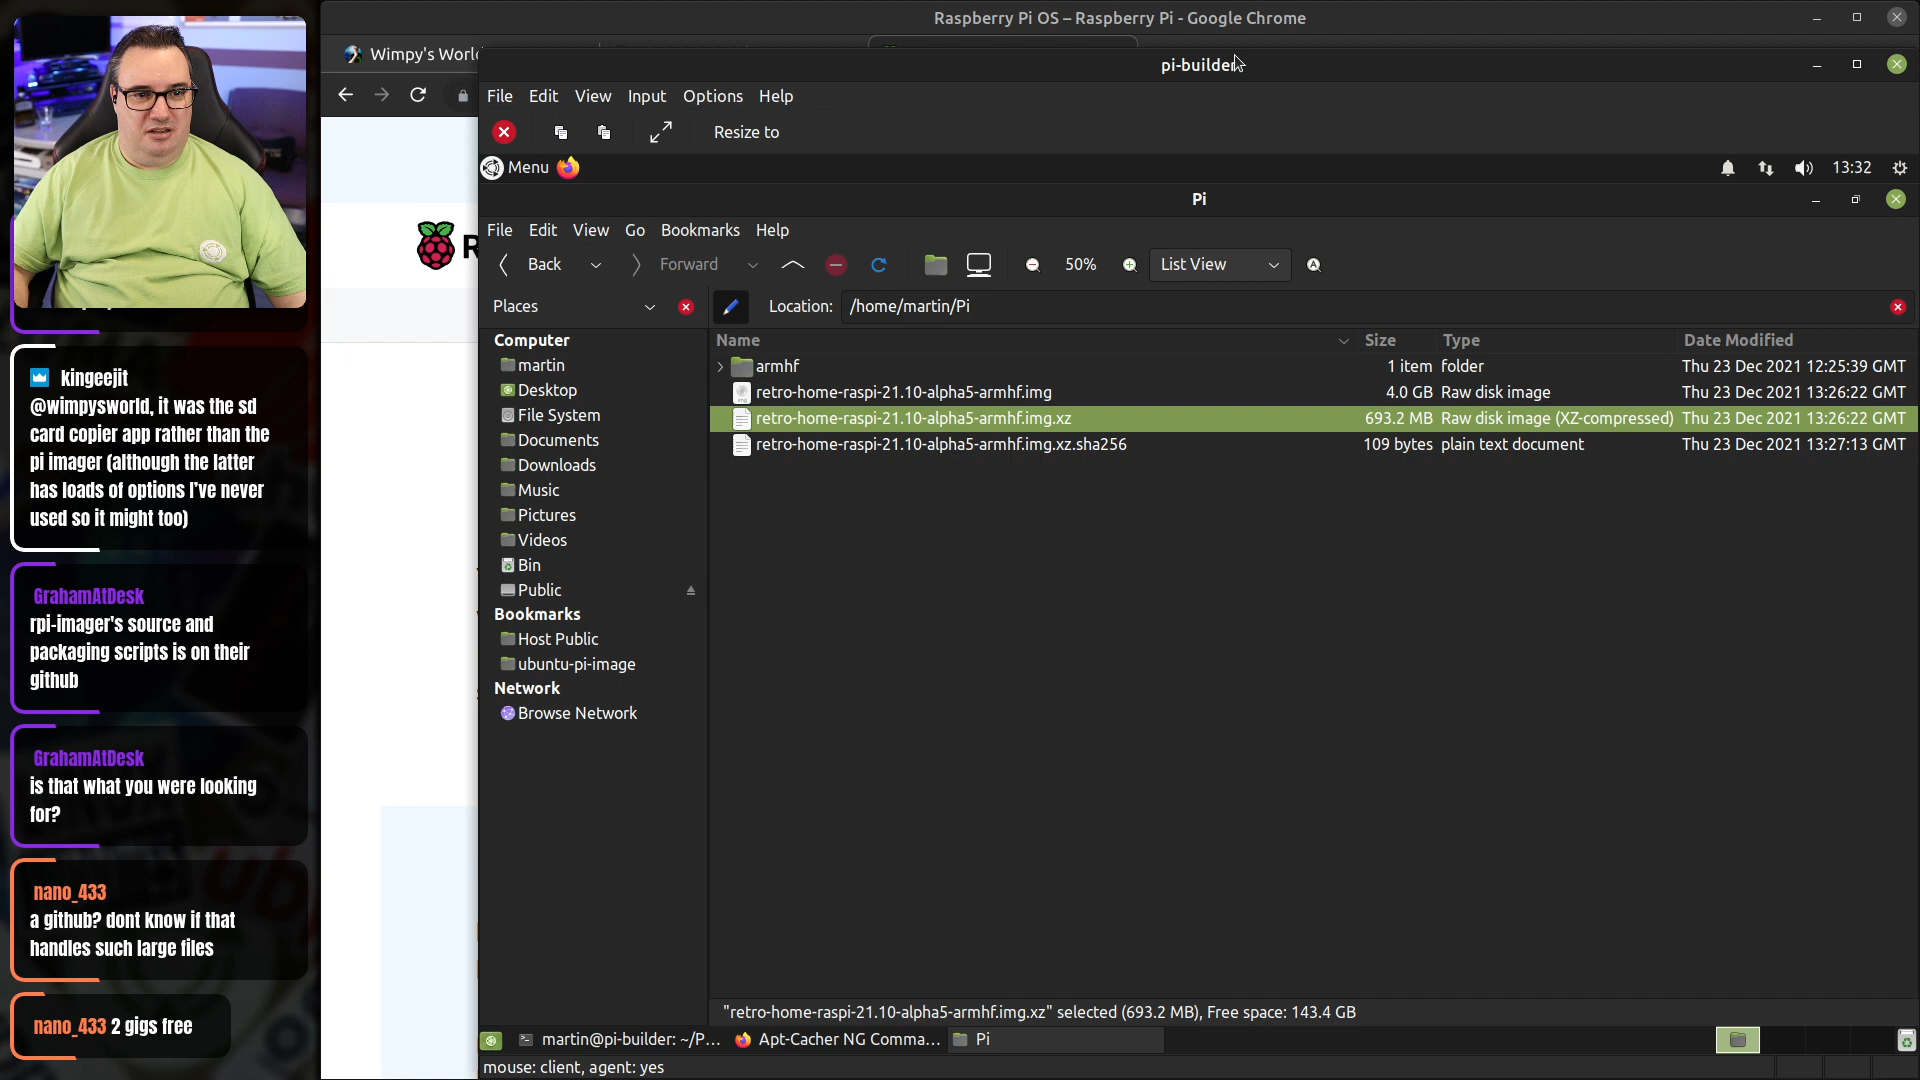 Raspberry Pi OS – Raspberry Pi - Google Chrome
Wimpy's World
pi-builder
File Edit View Input Options Help
Resize to
Menu
13:32
Pi
File Edit View Go Bookmarks Help
Back Forward 50% List View
Places
Location: /home/martin/Pi
Computer
martin
Desktop
File System
Documents
Downloads
Music
Pictures
Videos
Bin
Public
Bookmarks
Host Public
ubuntu-pi-image
Network
Browse Network
Name Size Type Date Modified
armhf 1 item folder Thu 23 Dec 2021 12:25:39 GMT
retro-home-raspi-21.10-alpha5-armhf.img 4.0 GB Raw disk image Thu 23 Dec 2021 13:26:22 GMT
retro-home-raspi-21.10-alpha5-armhf.img.xz 693.2 MB Raw disk image (XZ-compressed) Thu 23 Dec 2021 13:26:22 GMT
retro-home-raspi-21.10-alpha5-armhf.img.xz.sha256 109 bytes plain text document Thu 23 Dec 2021 13:27:13 GMT
"retro-home-raspi-21.10-alpha5-armhf.img.xz" selected (693.2 MB), Free space: 143.4 GB
martin@pi-builder: ~/P... Apt-Cacher NG Comma... Pi
mouse: client, agent: yes
kingeejit
@wimpysworld, it was the sd
card copier app rather than the
pi imager (although the latter
has loads of options I've never
used so it might too)
GrahamAtDesk
rpi-imager's source and
packaging scripts is on their
github
GrahamAtDesk
is that what you were looking
for?
nano_433
a github? dont know if that
handles such large files
nano_433 2 gigs free